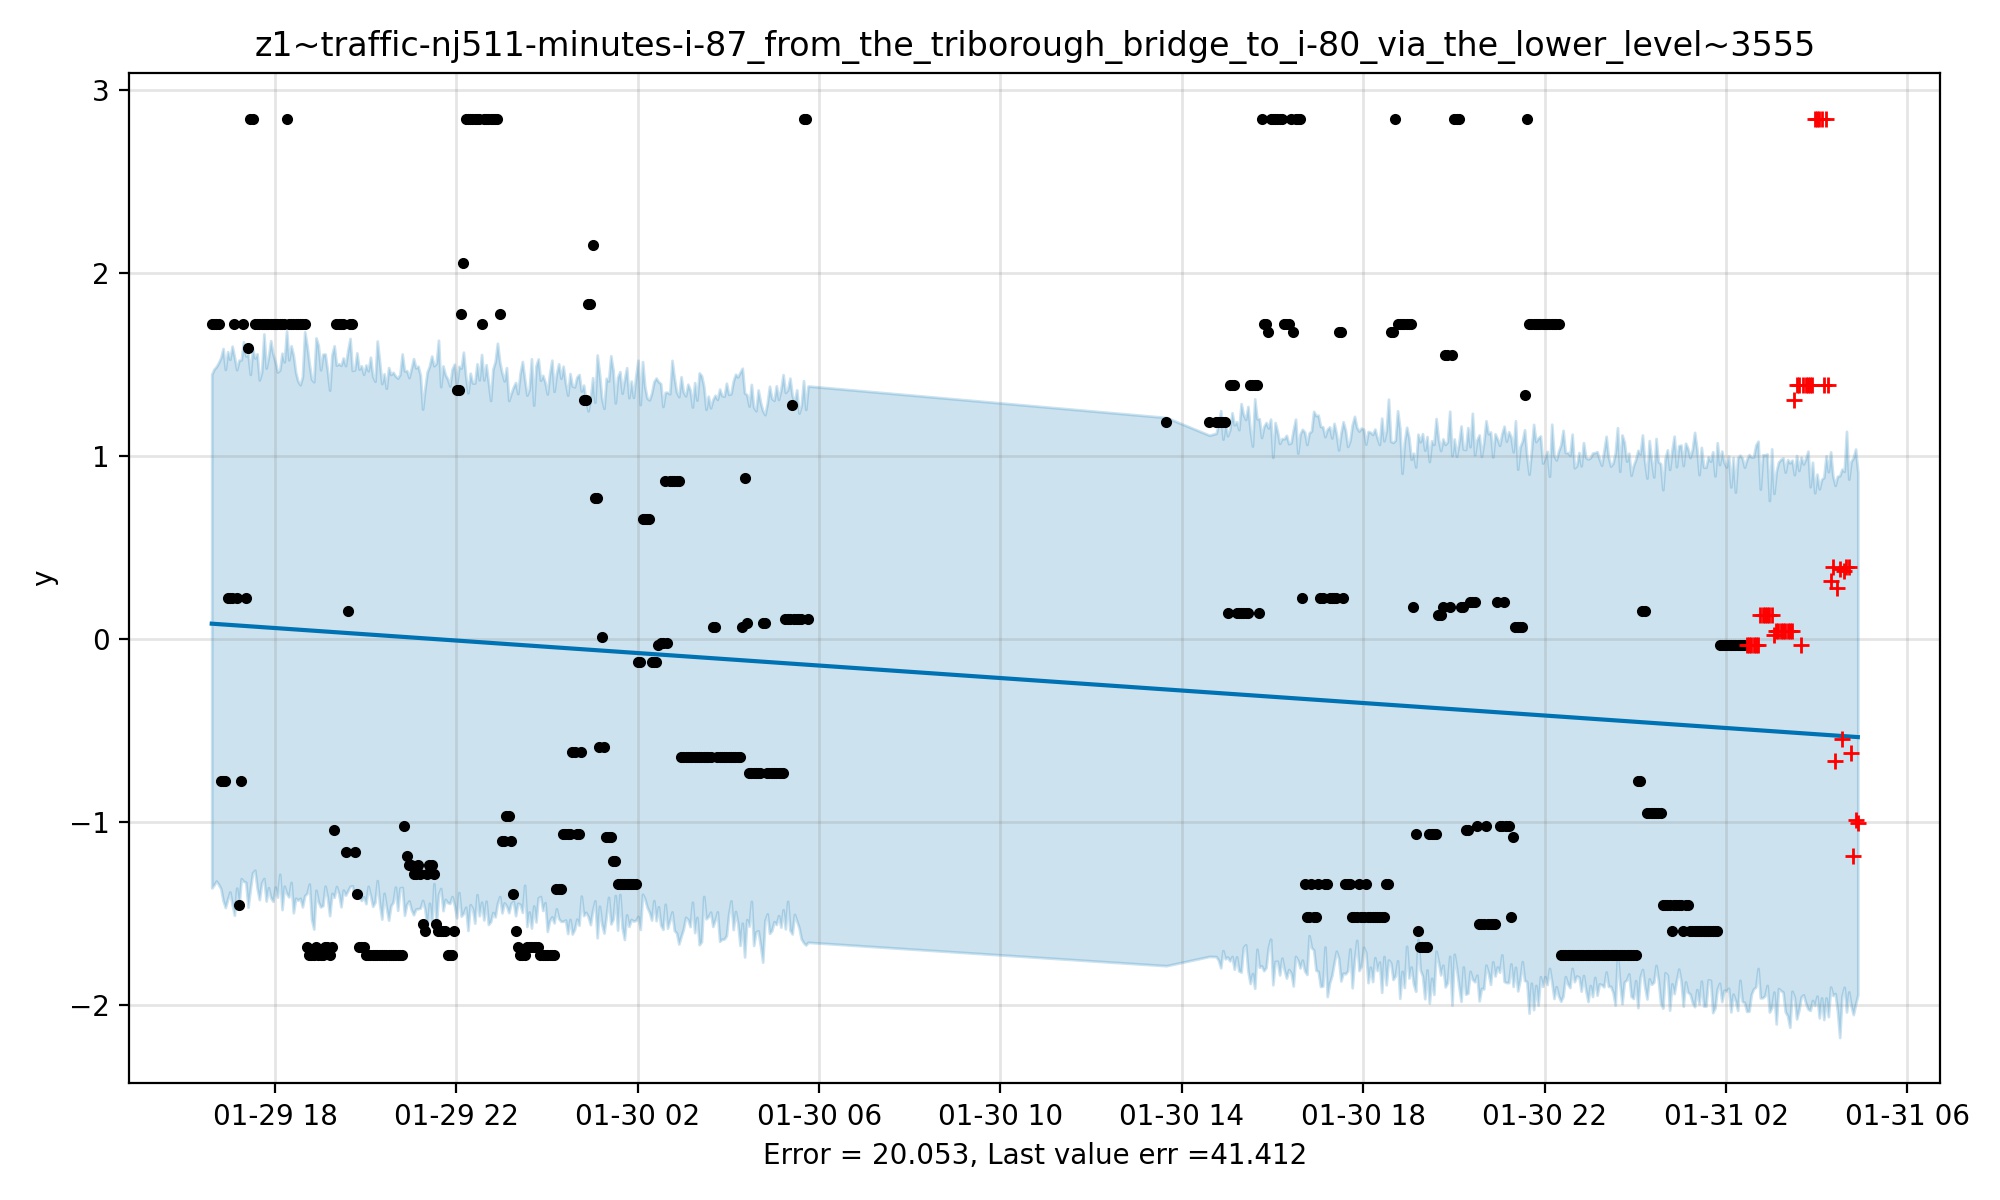 z1~traffic-nj511-minutes-i-87_from_the_triborough_bridge_to_i-80_via_the_lower_level~3555
3
2
1
0
−1
−2
y
01-29 18 01-29 22 01-30 02 01-30 06 01-30 10 01-30 14 01-30 18 01-30 22 01-31 02 01-31 06
Error = 20.053, Last value err =41.412